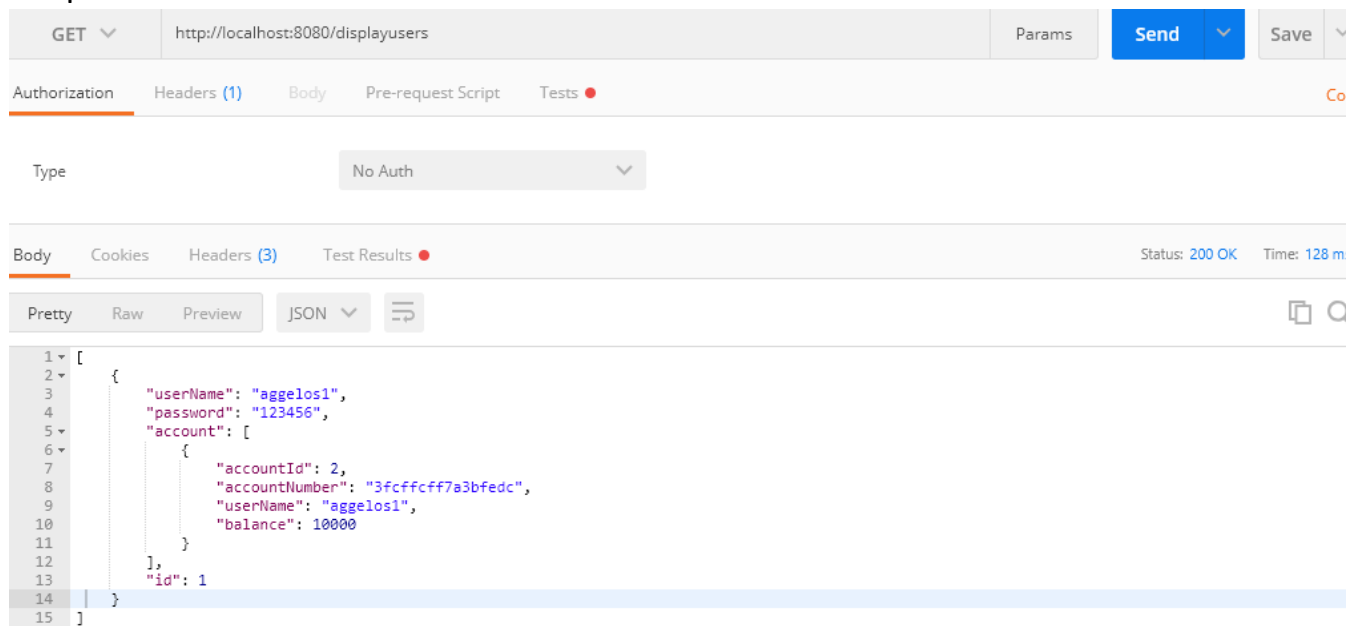 GET http://localhost:8080/displayusers Params Send Save
Authorization Headers (1) Body Pre-request Script Tests
Type No Auth
Body Cookies Headers (3) Test Results Status: 200 OK Time: 128
Pretty Raw Preview JSON
1 [
2 {
3 "userName": "aggelos1",
4 "password": "123456",
5 "account": [
6 {
7 "accountId": 2,
8 "accountNumber": "3fcffcff7a3bfedc",
9 "userName": "aggelos1",
10 "balance": 10000
11 }
12 ],
13 "id": 1
14 }
15 ]